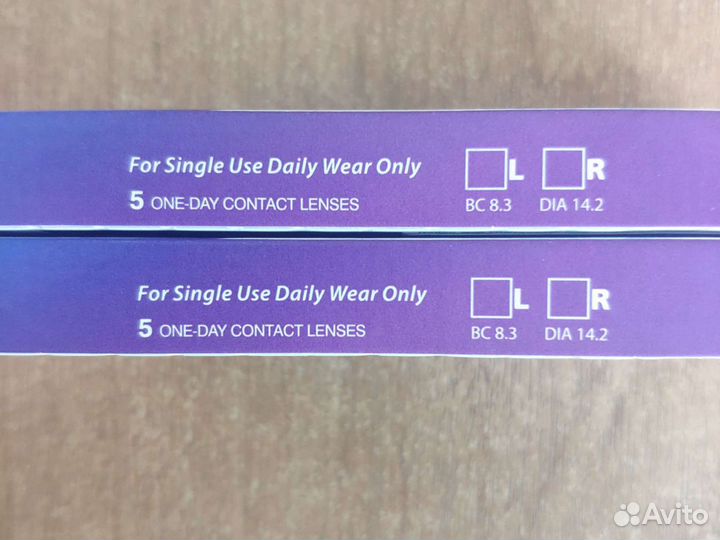 For Single Use Daily Wear Only L R
5 ONE-DAY CONTACT LENSES BC 8.3 DIA 14.2
For Single Use Daily Wear Only L R
5 ONE-DAY CONTACT LENSES BC 8.3 DIA 14.2
Avito